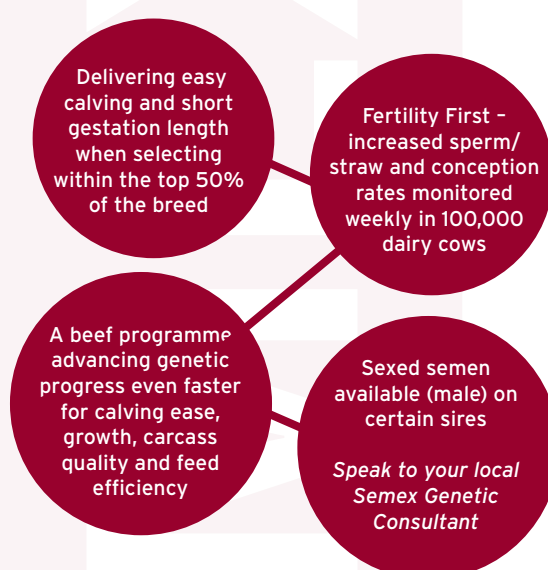 Delivering easy
calving and short
gestation length
when selecting
within the top 50%
of the breed
Fertility First –
increased sperm/
straw and conception
rates monitored
weekly in 100,000
dairy cows
A beef programme
advancing genetic
progress even faster
for calving ease,
growth, carcass
quality and feed
efficiency
Sexed semen
available (male) on
certain sires
Speak to your local
Semex Genetic
Consultant